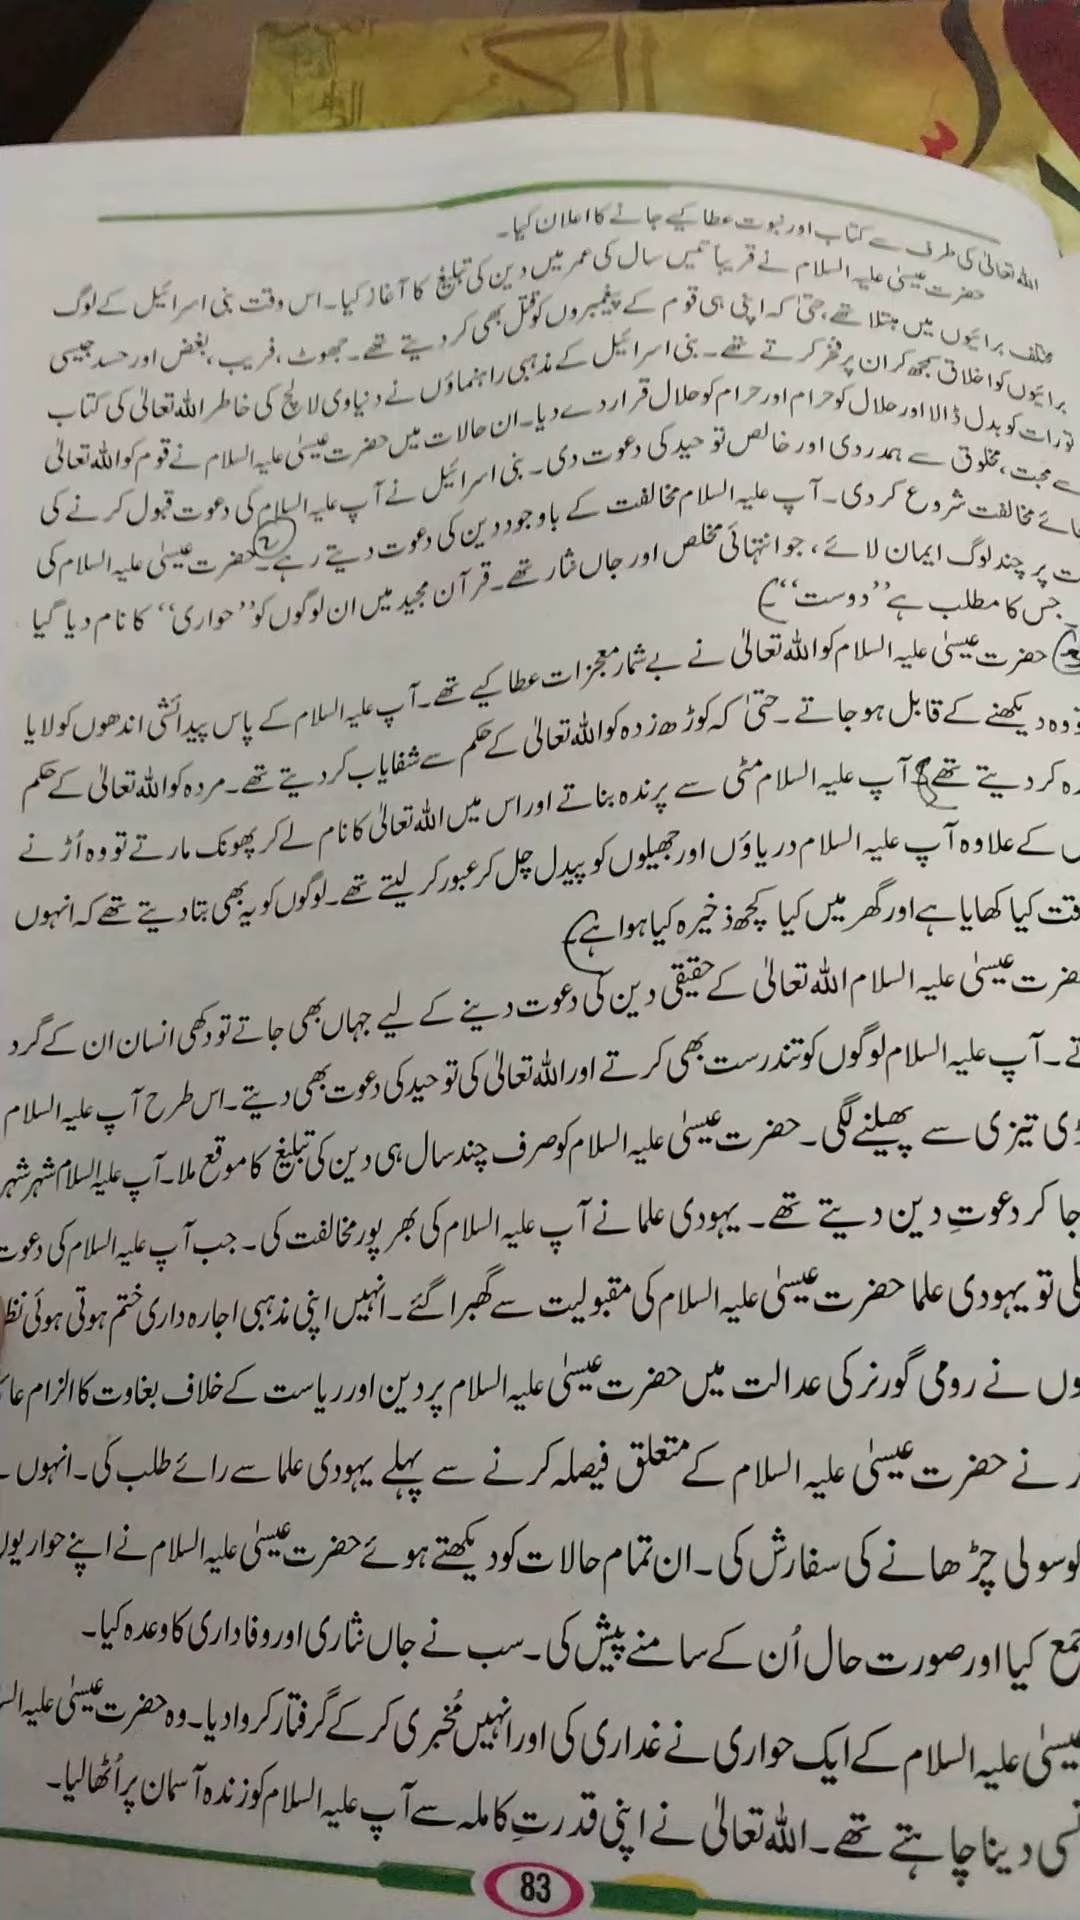 اللہ تعالیٰ کی طرف سے کتاب اور نبوت عطا کیے جانے کا اعلان کیا۔
حضرت عیسیٰ علیہ السلام نے قریباً تیس سال کی عمر میں دین کی تبلیغ کا آغاز کیا۔ اس وقت بنی اسرائیل کے لوگ
مختلف برائیوں میں مبتلا تھے، حتیٰ کہ اپنی ہی قوم کے پیغمبروں کو قتل بھی کر دیتے تھے۔ جھوٹ، فریب، بغض اور حسد جیسی
برائیوں کو اخلاق سمجھ کر ان پر فخر کرتے تھے۔ بنی اسرائیل کے مذہبی راہنماؤں نے دنیاوی لالچ کی خاطر اللہ تعالیٰ کی کتاب
تورات کو بدل ڈالا اور حلال کو حرام اور حرام کو حلال قرار دے دیا۔ ان حالات میں حضرت عیسیٰ علیہ السلام نے قوم کو اللہ تعالیٰ
سے محبت، مخلوق سے ہمدردی اور خالص توحید کی دعوت دی۔ بنی اسرائیل نے آپ علیہ السلام کی دعوت قبول کرنے کی
جائے مخالفت شروع کر دی۔ آپ علیہ السلام مخالفت کے باوجود دین کی دعوت دیتے رہے۔ حضرت عیسیٰ علیہ السلام کی
ت پر چند لوگ ایمان لائے، جو انتہائی مخلص اور جاں نثار تھے۔ قرآن مجید میں ان لوگوں کو ’’حواری‘‘ کا نام دیا گیا
۔ جس کا مطلب ہے ’’دوست‘‘
حضرت عیسیٰ علیہ السلام کو اللہ تعالیٰ نے بے شمار معجزات عطا کیے تھے۔ آپ علیہ السلام کے پاس پیدائشی اندھوں کو لایا
وہ دیکھنے کے قابل ہو جاتے۔ حتیٰ کہ کوڑھ زدہ کو اللہ تعالیٰ کے حکم سے شفایاب کر دیتے تھے۔ مردہ کو اللہ تعالیٰ کے حکم
دہ کر دیتے تھے آپ علیہ السلام مٹی سے پرندہ بناتے اور اس میں اللہ تعالیٰ کا نام لے کر پھونک مارتے تو وہ اُڑنے
س کے علاوہ آپ علیہ السلام دریاؤں اور جھیلوں کو پیدل چل کر عبور کر لیتے تھے۔ لوگوں کو یہ بھی بتا دیتے تھے کہ انہوں
قت کیا کھایا ہے اور گھر میں کیا کچھ ذخیرہ کیا ہوا ہے
ضرت عیسیٰ علیہ السلام اللہ تعالیٰ کے حقیقی دین کی دعوت دینے کے لیے جہاں بھی جاتے تو دکھی انسان ان کے گرد
تے۔ آپ علیہ السلام لوگوں کو تندرست بھی کرتے اور اللہ تعالیٰ کی توحید کی دعوت بھی دیتے۔ اس طرح آپ علیہ السلام
ڑی تیزی سے پھیلنے لگی۔ حضرت عیسیٰ علیہ السلام کو صرف چند سال ہی دین کی تبلیغ کا موقع ملا۔ آپ علیہ السلام شہر شہر
جا کر دعوتِ دین دیتے تھے۔ یہودی علما نے آپ علیہ السلام کی بھرپور مخالفت کی۔ جب آپ علیہ السلام کی دعوت
لی تو یہودی علما حضرت عیسیٰ علیہ السلام کی مقبولیت سے گھبرا گئے۔ انہیں اپنی مذہبی اجارہ داری ختم ہوتی ہوئی نظ
وں نے رومی گورنر کی عدالت میں حضرت عیسیٰ علیہ السلام پر دین اور ریاست کے خلاف بغاوت کا الزام عا
ر نے حضرت عیسیٰ علیہ السلام کے متعلق فیصلہ کرنے سے پہلے یہودی علما سے رائے طلب کی۔ انہوں
کو سولی چڑھانے کی سفارش کی۔ ان تمام حالات کو دیکھتے ہوئے حضرت عیسیٰ علیہ السلام نے اپنے حواریوں
جمع کیا اور صورت حال اُن کے سامنے پیش کی۔ سب نے جاں نثاری اور وفاداری کا وعدہ کیا۔
عیسیٰ علیہ السلام کے ایک حواری نے غداری کی اور انہیں مُخبری کر کے گرفتار کروا دیا۔ وہ حضرت عیسیٰ علیہ الس
سی دینا چاہتے تھے۔ اللہ تعالیٰ نے اپنی قدرتِ کاملہ سے آپ علیہ السلام کو زندہ آسمان پر اُٹھا لیا۔
83